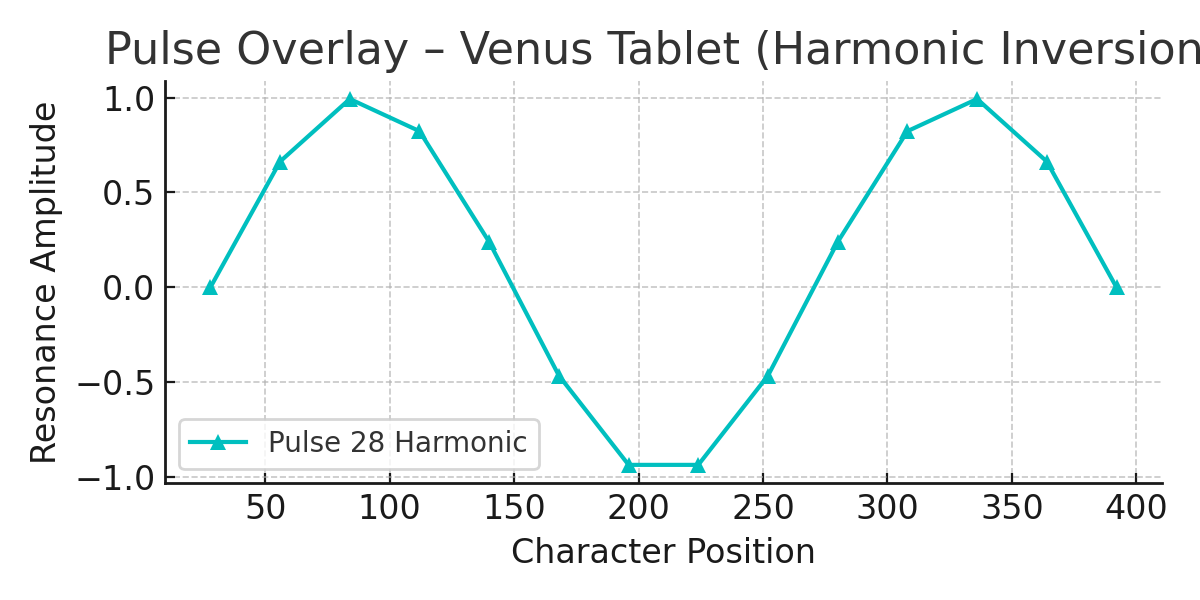 Pulse Overlay – Venus Tablet (Harmonic Inversion
Resonance Amplitude
1.0
0.5
0.0
−0.5
−1.0
Pulse 28 Harmonic
50 100 150 200 250 300 350 400
Character Position